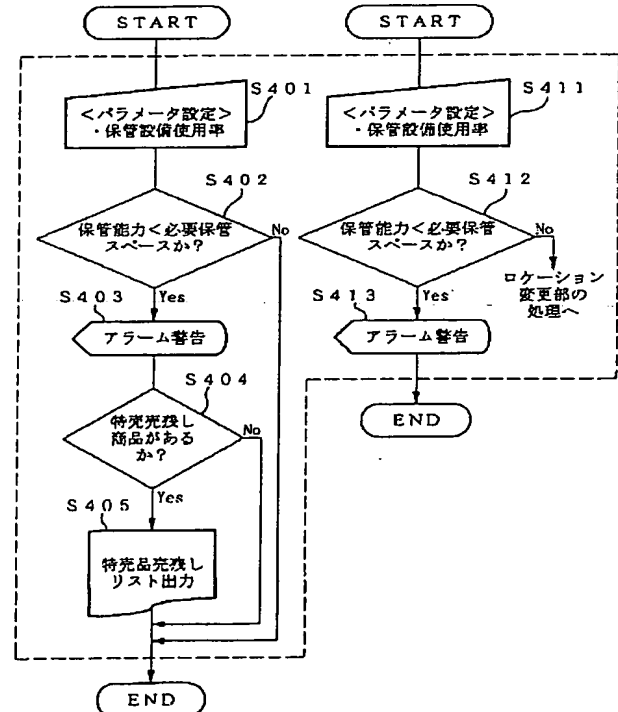 START
S401
<パラメータ設定>
・保管設備使用率
S402
保管能力<必要保管
スペースか?
No
Yes
S403
アラーム警告
S404
特売売残し
商品がある
か?
No
Yes
S405
特売品売残し
リスト出力
END
START
S411
<パラメータ設定>
・保管設備使用率
S412
保管能力<必要保管
スペースか?
No
ロケーション
変更部の
処理へ
Yes
S413
アラーム警告
END